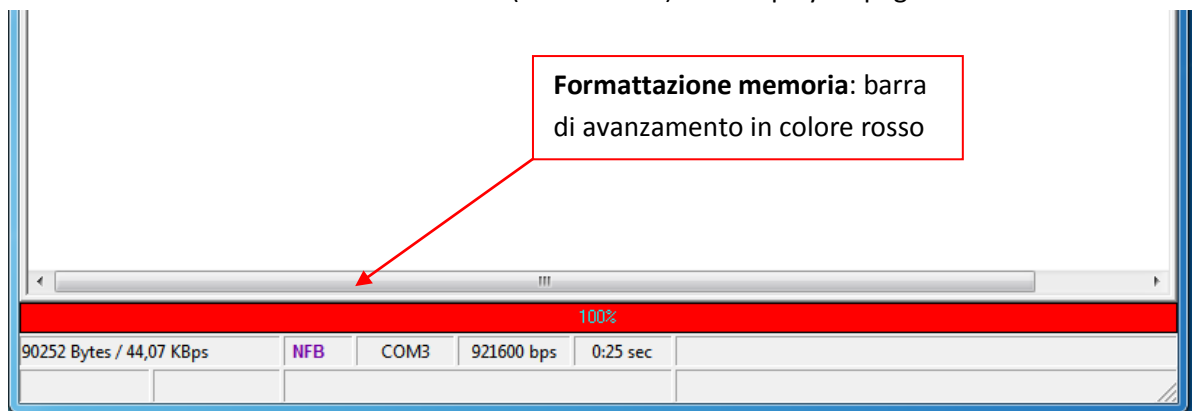 Formattazione memoria: barra
di avanzamento in colore rosso
100%
90252 Bytes / 44,07 KBps NFB COM3 921600 bps 0:25 sec